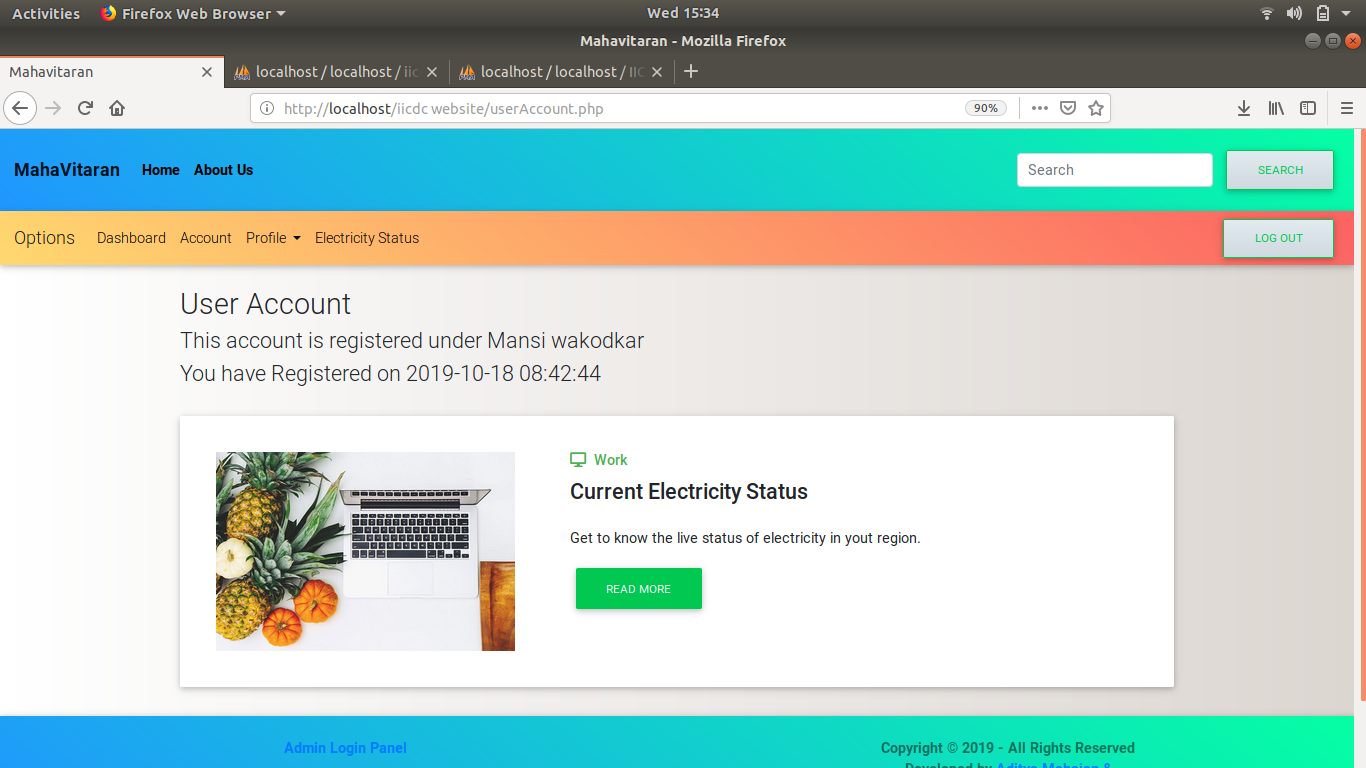 Activities Firefox Web Browser Wed 15:34
Mahavitaran - Mozilla Firefox
Mahavitaran localhost / localhost / iic localhost / localhost / IIC
http://localhost/iicdc website/userAccount.php 90%
MahaVitaran Home About Us Search SEARCH
Options Dashboard Account Profile Electricity Status LOG OUT
User Account
This account is registered under Mansi wakodkar
You have Registered on 2019-10-18 08:42:44
Work
Current Electricity Status
Get to know the live status of electricity in yout region.
READ MORE
Admin Login Panel Copyright © 2019 - All Rights Reserved
Developed by Aditya Mahajan &